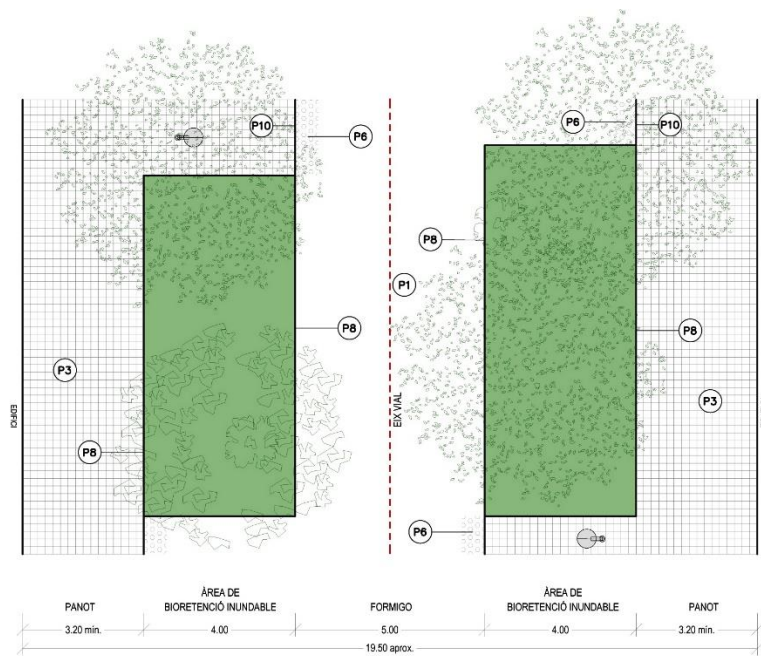 P6
P10
P10
P6
P8
P1
P8
P8
P3
P3
P8
P6
EDIFICI
EIX VIAL
PANOT
ÀREA DE
BIORETENCIÓ INUNDABLE
FORMIGO
ÀREA DE
BIORETENCIÓ INUNDABLE
PANOT
3.20 min.
4.00
5.00
4.00
3.20 min.
19.50 aprox.